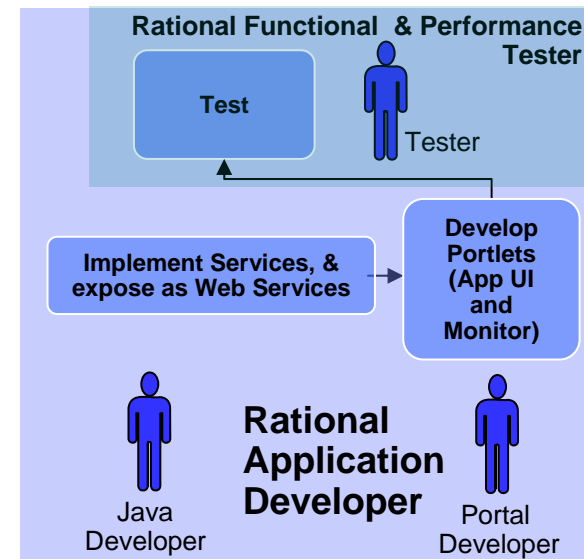 Rational Functional & Performance
Tester
Test
Tester
Implement Services, &
expose as Web Services
Develop
Portlets
(App UI
and
Monitor)
Rational
Application
Developer
Java
Developer
Portal
Developer